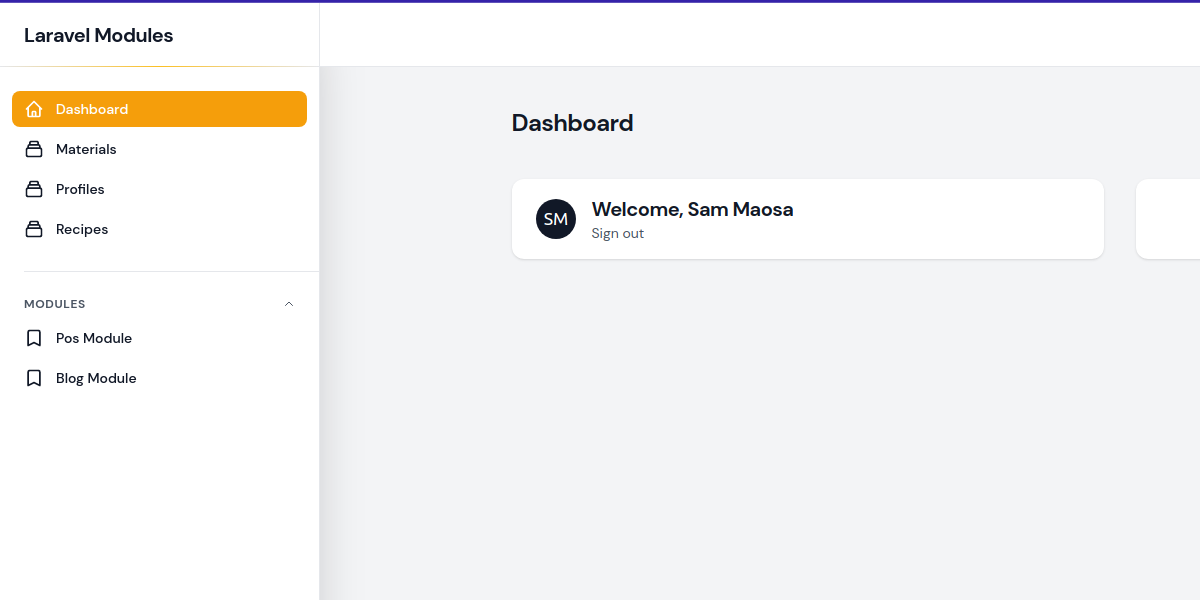 Laravel Modules
Dashboard
Materials
Profiles
Recipes
MODULES
Pos Module
Blog Module
Dashboard
SM
Welcome, Sam Maosa
Sign out